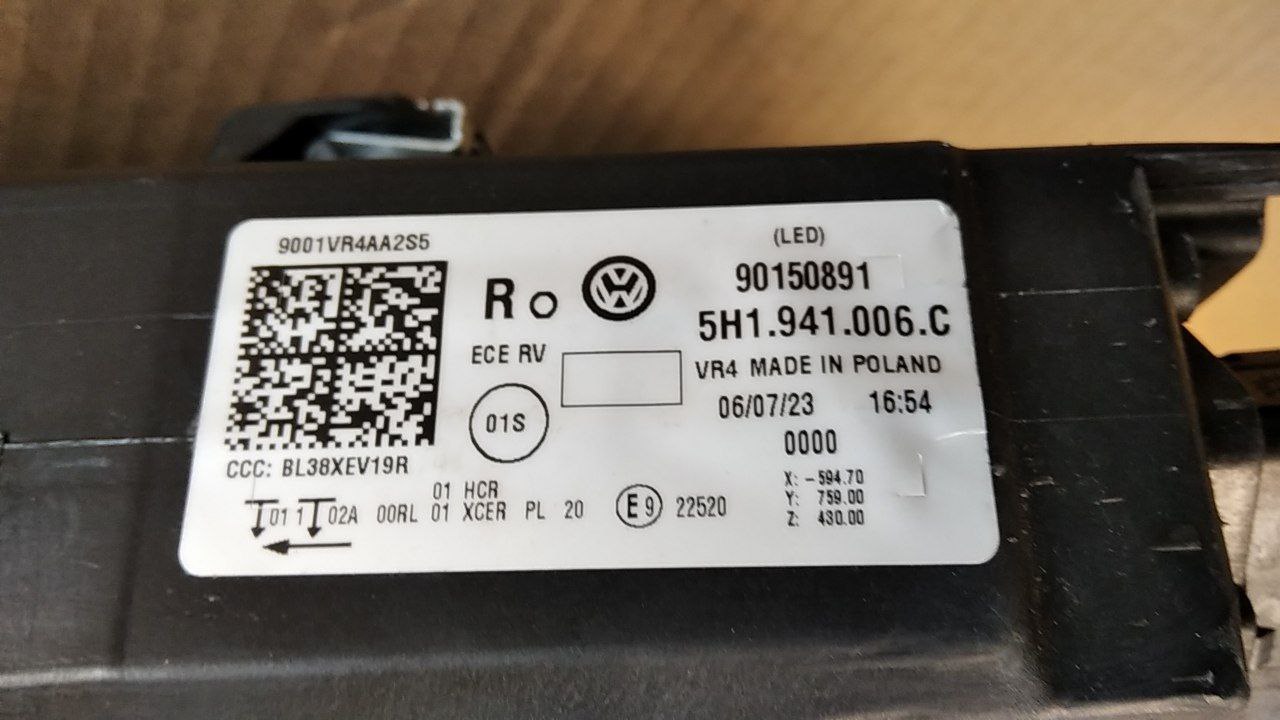 9001VR4AA2S5
R
ECE RV
01S
CCC: BL38XEV19R
01 HCR
01 1 02A 00RL 01 XCER PL 20
E 9 22520
(LED)
90150891
5H1.941.006.C
VR4 MADE IN POLAND
06/07/23 16:54
0000
X: -594.70
Y: 759.00
Z: 430.00